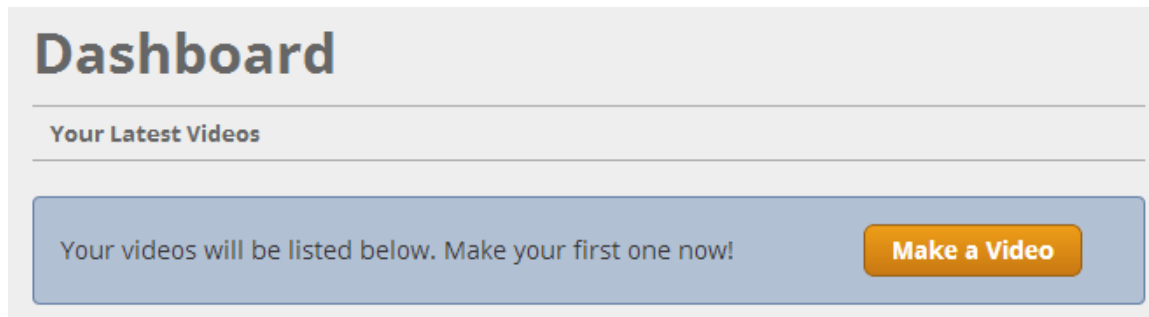 Dashboard
Your Latest Videos
Your videos will be listed below. Make your first one now!
Make a Video